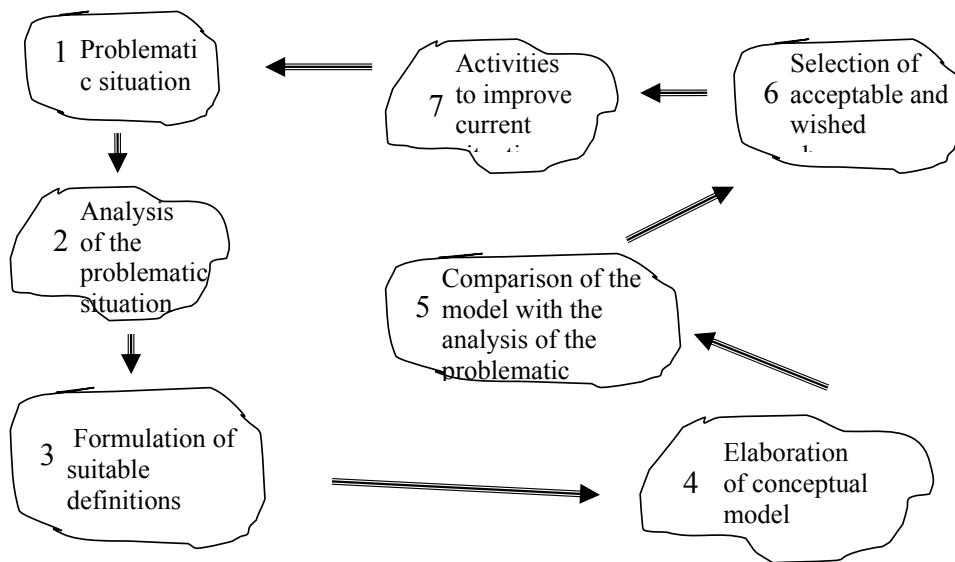 1 Problemati
c situation
2 Analysis
of the
problematic
situation
3 Formulation of
suitable
definitions
4 Elaboration
of conceptual
model
5 Comparison of the
model with the
analysis of the
problematic
6 Selection of
acceptable and
wished
7 Activities
to improve
current